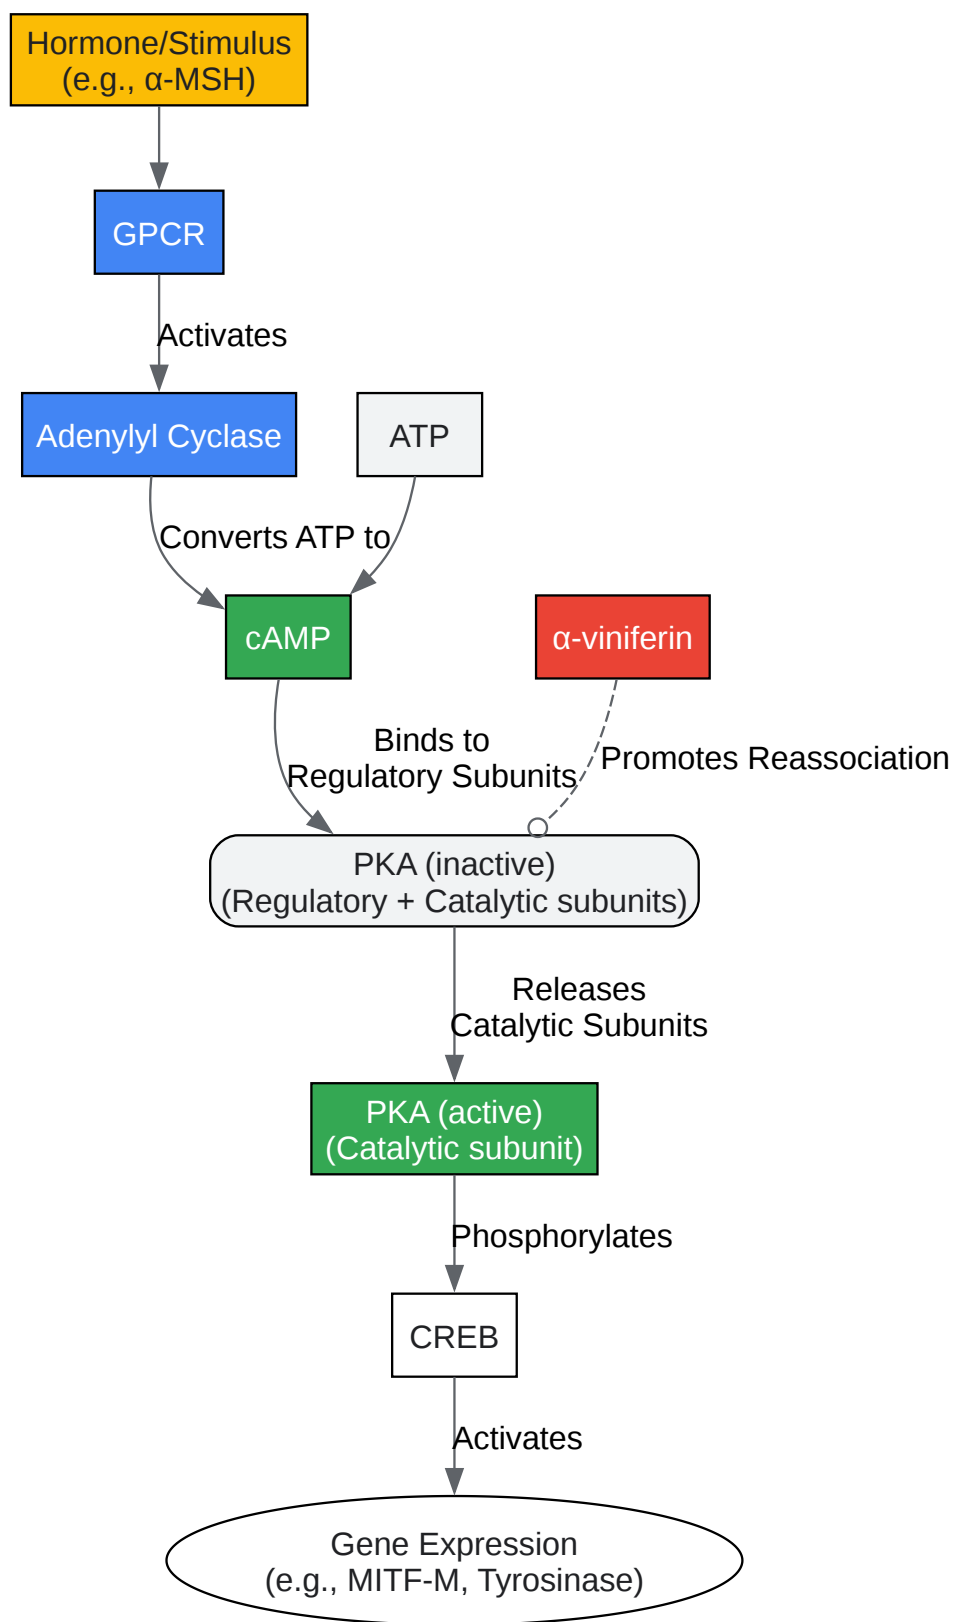 Hormone/Stimulus
(e.g., α-MSH)
GPCR
Activates
Adenylyl Cyclase
ATP
Converts ATP to
cAMP
α-viniferin
Binds to
Regulatory Subunits
Promotes Reassociation
PKA (inactive)
(Regulatory + Catalytic subunits)
Releases
Catalytic Subunits
PKA (active)
(Catalytic subunit)
Phosphorylates
CREB
Activates
Gene Expression
(e.g., MITF-M, Tyrosinase)